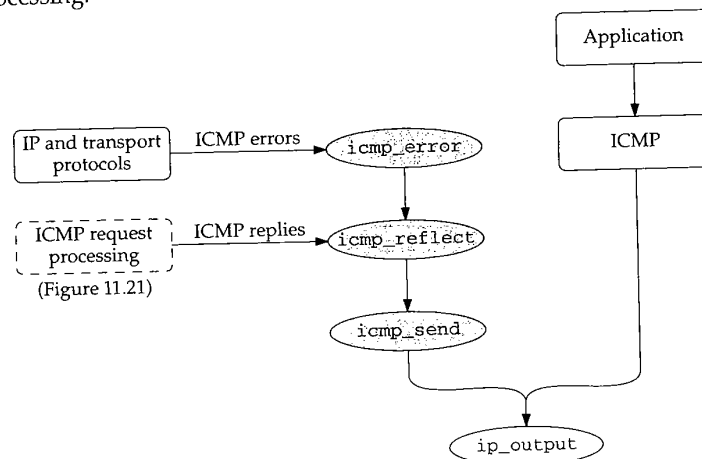 Application
IP and transport
protocols
ICMP errors
icmp_error
ICMP
ICMP request
processing
ICMP replies
icmp_reflect
(Figure 11.21)
icmp_send
ip_output